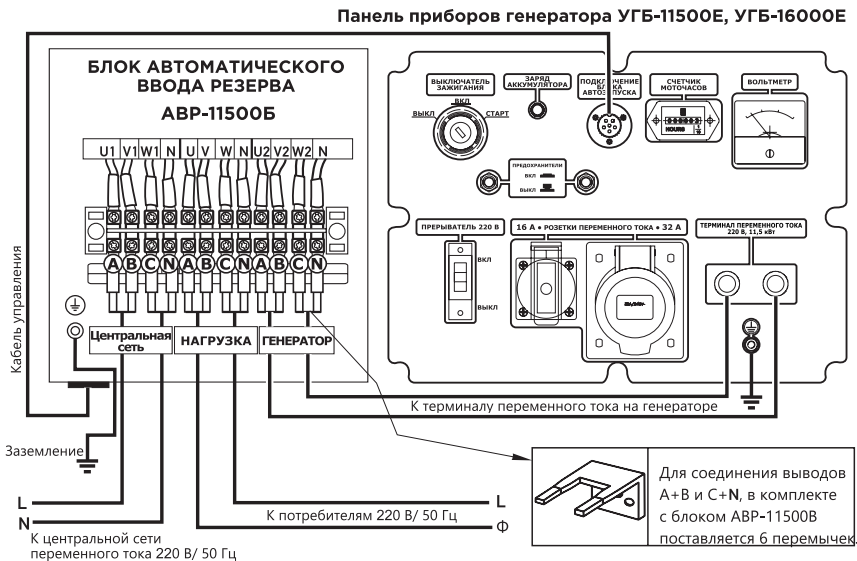 Панель приборов генератора УГБ-11500Е, УГБ-16000Е
БЛОК АВТОМАТИЧЕСКОГО
ВВОДА РЕЗЕРВА
АВР-11500Б
U1 V1 W1 N U V W N U2 V2 W2 N
A B C N A B C N A B C N
Центральная
сеть
НАГРУЗКА
ГЕНЕРАТОР
Кабель управления
Заземление
ВЫКЛЮЧАТЕЛЬ
ЗАЖИГАНИЯ
ВКЛ
ВЫКЛ
СТАРТ
ЗАРЯД
АККУМУЛЯТОРА
ПОДКЛЮЧЕНИЕ
БЛОКА
АВТОЗАПУСКА
СЧЕТЧИК
МОТОЧАСОВ
HOURS
ВОЛЬТМЕТР
ПРЕДОХРАНИТЕЛИ
ВКЛ
ВЫКЛ
ПРЕРЫВАТЕЛЬ 220 В
ВКЛ
ВЫКЛ
16 А • РОЗЕТКИ ПЕРЕМЕННОГО ТОКА • 32 А
ТЕРМИНАЛ ПЕРЕМЕННОГО ТОКА
220 В, 11,5 кВт
К терминалу переменного тока на генераторе
L
N
К центральной сети
переменного тока 220 В/ 50 Гц
К потребителям 220 В/ 50 Гц
L
Ф
Для соединения выводов
А+В и С+N, в комплекте
с блоком АВР-11500В
поставляется 6 перемычек.